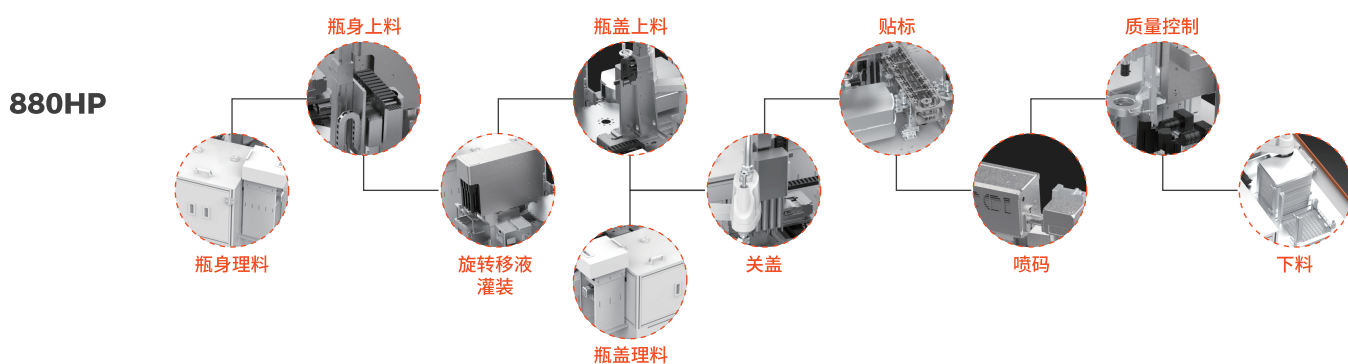 瓶身上料
瓶盖上料
贴标
质量控制
880HP
瓶身理料
旋转移液
灌装
关盖
喷码
下料
瓶盖理料